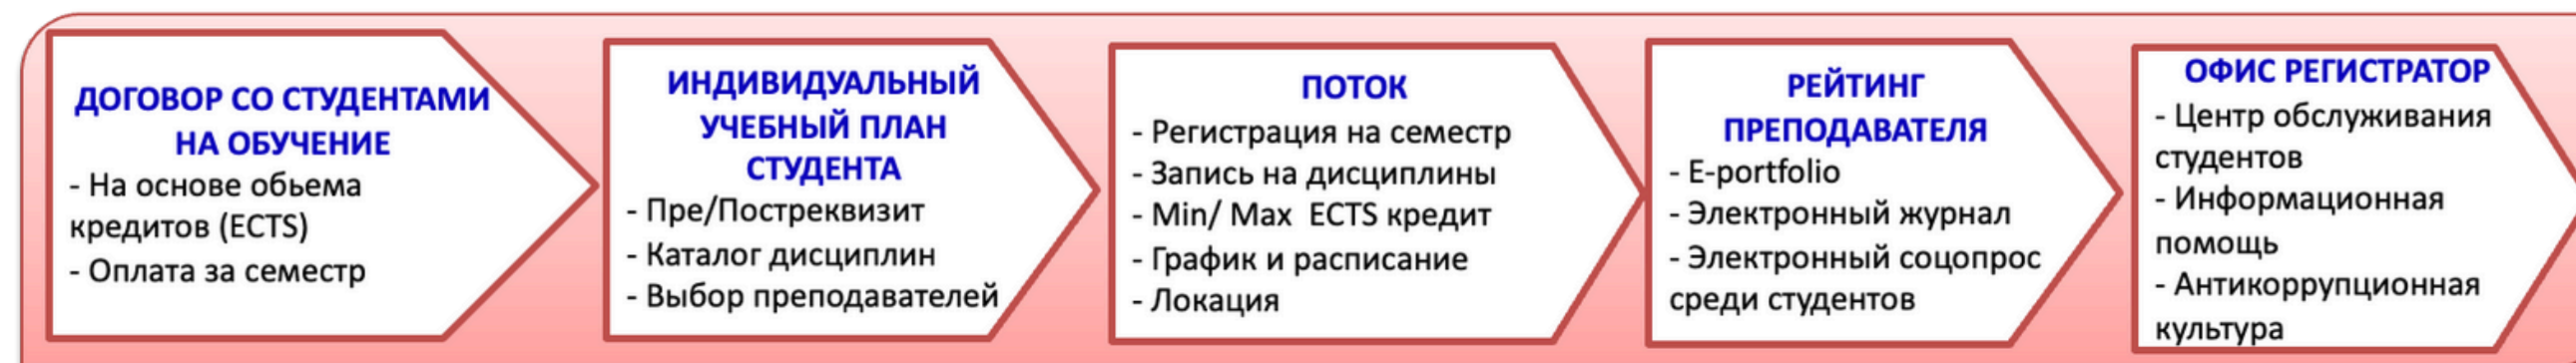 ДОГОВОР СО СТУДЕНТАМИ
НА ОБУЧЕНИЕ
- На основе обьема
кредитов (ECTS)
- Оплата за семестр
ИНДИВИДУАЛЬНЫЙ
УЧЕБНЫЙ ПЛАН
СТУДЕНТА
- Пре/Постреквизит
- Каталог дисциплин
- Выбор преподавателей
ПОТОК
- Регистрация на семестр
- Запись на дисциплины
- Min/ Max ECTS кредит
- График и расписание
- Локация
РЕЙТИНГ
ПРЕПОДАВАТЕЛЯ
- E-portfolio
- Электронный журнал
- Электронный соцопрос
среди студентов
ОФИС РЕГИСТРАТОР
- Центр обслуживания
студентов
- Информационная
помощь
- Антикоррупционная
культура